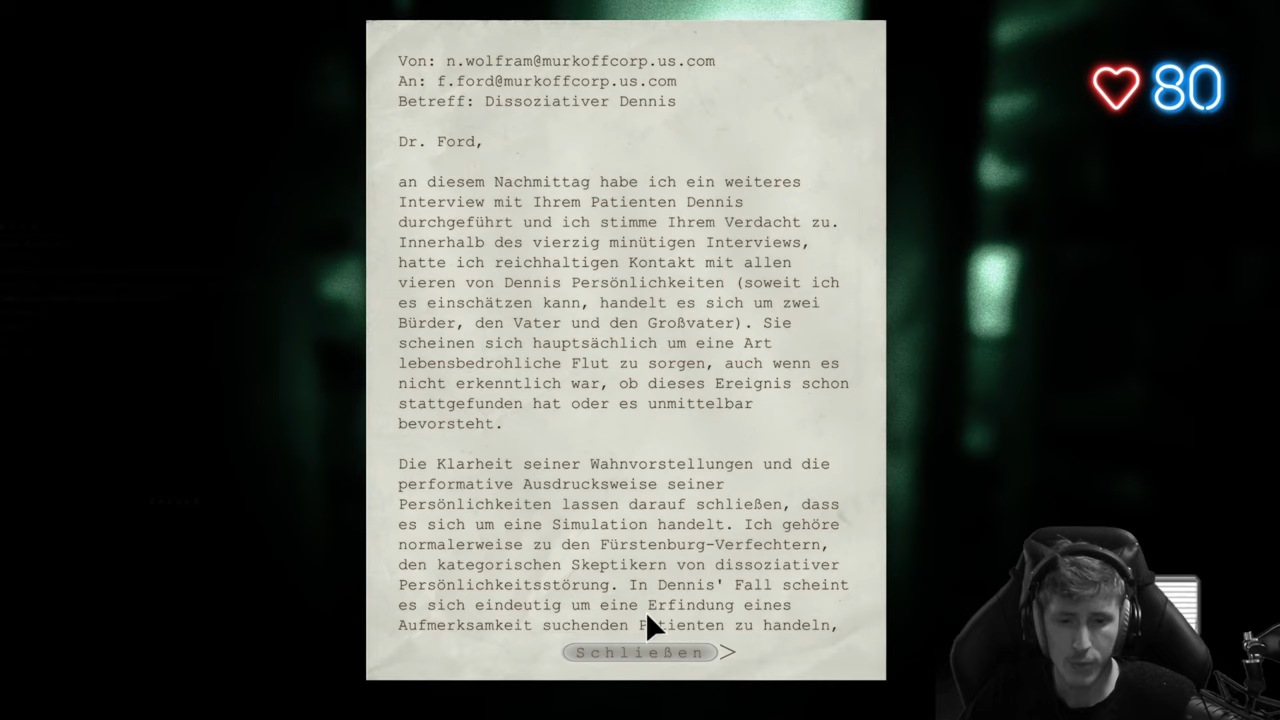 Von: n.wolfram@murkoffcorp.us.com
An: f.ford@murkoffcorp.us.com
Betreff: Dissoziativer Dennis
Dr. Ford,
an diesem Nachmittag habe ich ein weiteres
Interview mit Ihrem Patienten Dennis
durchgeführt und ich stimme Ihrem Verdacht zu.
Innerhalb des vierzig minütigen Interviews,
hatte ich reichhaltigen Kontakt mit allen
vieren von Dennis Persönlichkeiten (soweit ich
es einschätzen kann, handelt es sich um zwei
Bürder, den Vater und den Großvater). Sie
scheinen sich hauptsächlich um eine Art
lebensbedrohliche Flut zu sorgen, auch wenn es
nicht erkenntlich war, ob dieses Ereignis schon
stattgefunden hat oder es unmittelbar
bevorsteht.
Die Klarheit seiner Wahnvorstellungen und die
performative Ausdrucksweise seiner
Persönlichkeiten lassen darauf schließen, dass
es sich um eine Simulation handelt. Ich gehöre
normalerweise zu den Fürstenburg-Verfechtern,
den kategorischen Skeptikern von dissoziativer
Persönlichkeitsstörung. In Dennis' Fall scheint
es sich eindeutig um eine Erfindung eines
Aufmerksamkeit suchenden Patienten zu handeln,
Schließen >
80